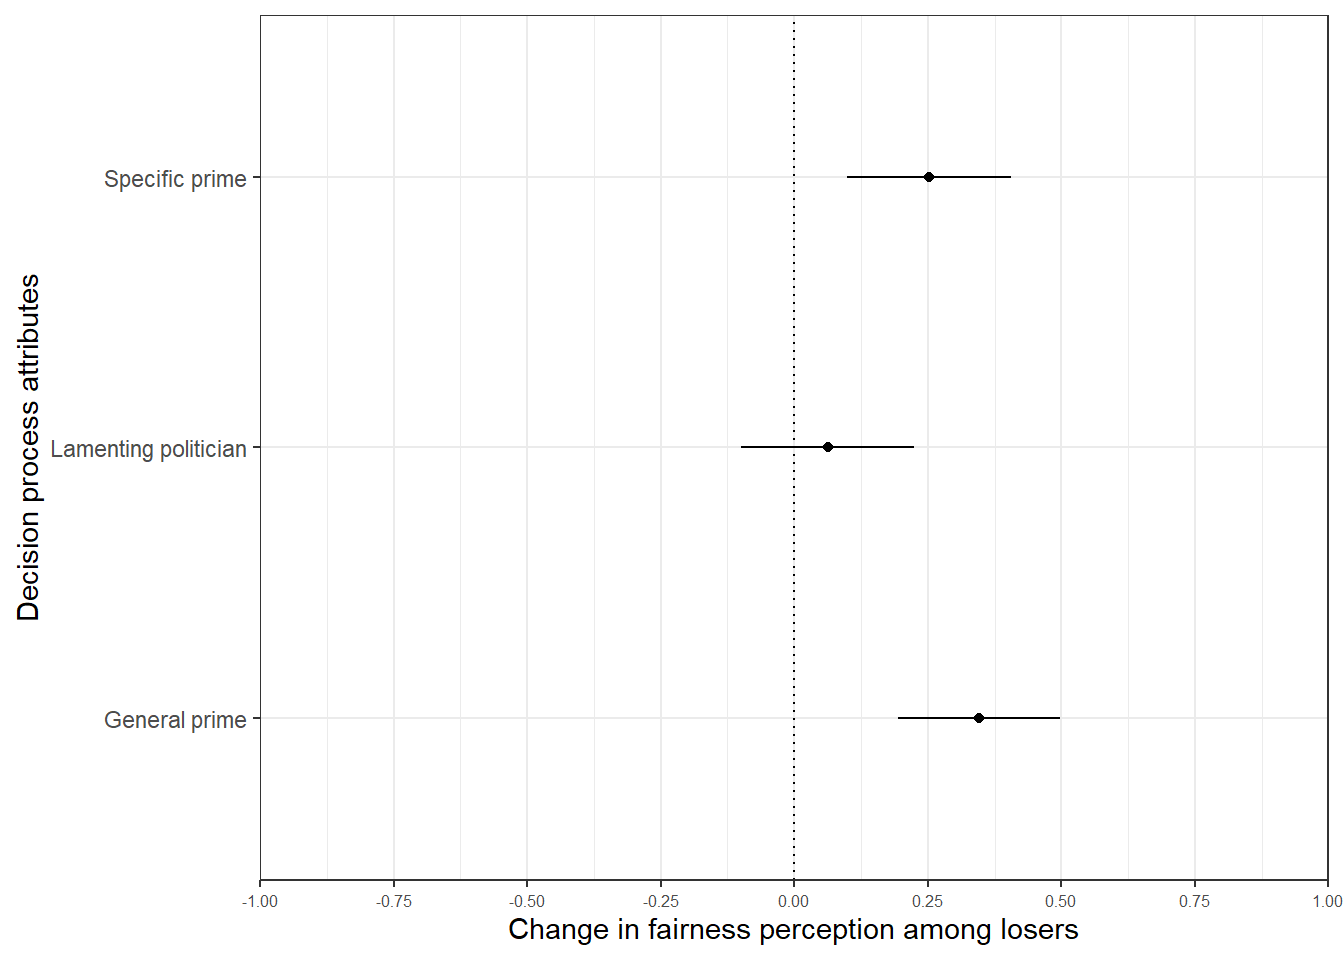 Decision process attributes
Specific prime
Lamenting politician
General prime
-1.00 -0.75 -0.50 -0.25 0.00 0.25 0.50 0.75 1.00
Change in fairness perception among losers